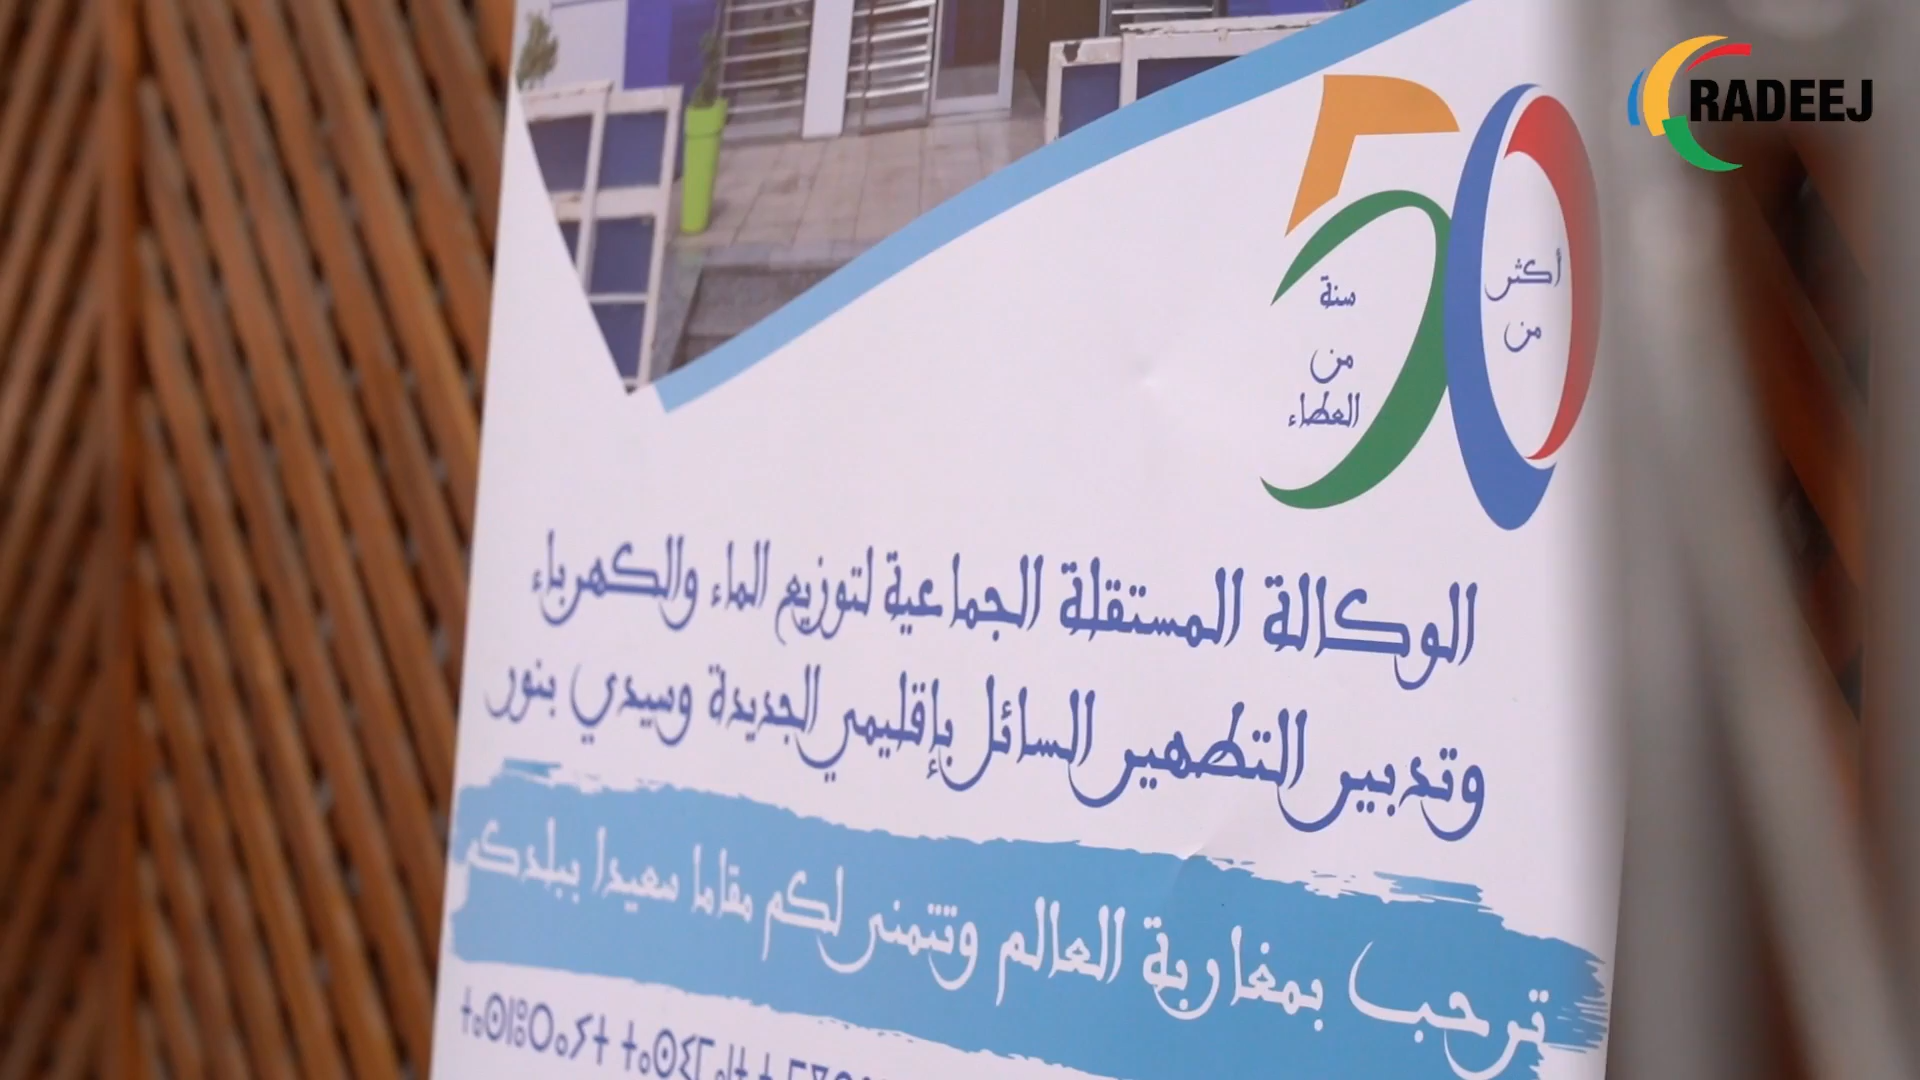 RADEEJ
50
أكثر
من
سنة
من
العطاء
الوكالة المستقلة الجماعية لتوزيع الماء والكهرباء
وتدبير التطهير السائل بإقليمي الجديدة وسيدي بنور
ترحب بمغاربة العالم وتتمنى لكم مقاما سعيدا ببلدكم